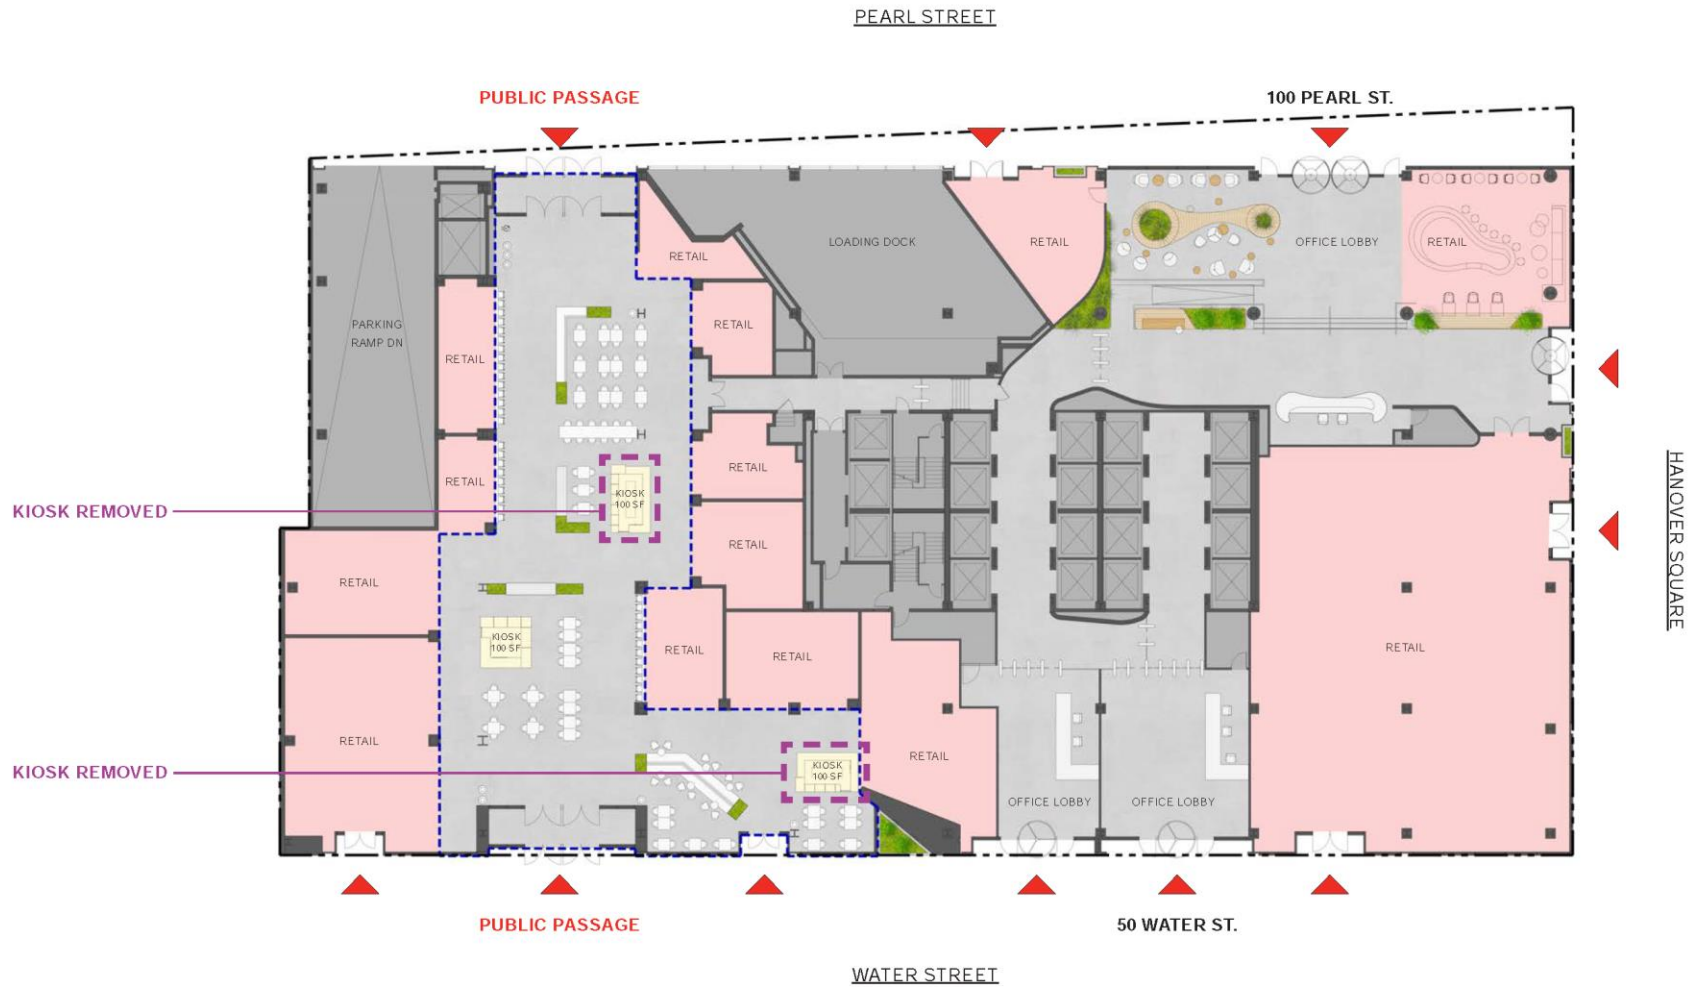 PEARL STREET
PUBLIC PASSAGE
100 PEARL ST.
RETAIL
LOADING DOCK
RETAIL
OFFICE LOBBY
RETAIL
PARKING
RAMP DN
RETAIL
RETAIL
RETAIL
RETAIL
KIOSK
100 SF
KIOSK REMOVED
RETAIL
RETAIL
HANOVER SQUARE
RETAIL
KIOSK
100 SF
RETAIL
RETAIL
RETAIL
RETAIL
RETAIL
KIOSK REMOVED
KIOSK
100 SF
OFFICE LOBBY
OFFICE LOBBY
PUBLIC PASSAGE
50 WATER ST.
WATER STREET